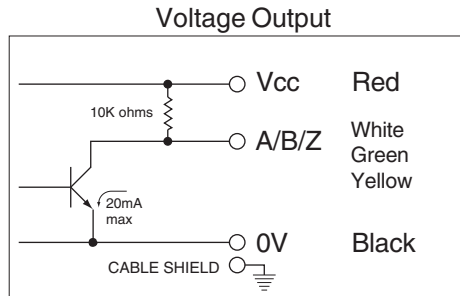 Voltage Output
Vcc Red
10K ohms
A/B/Z White
Green
Yellow
20mA
max
0V Black
CABLE SHIELD